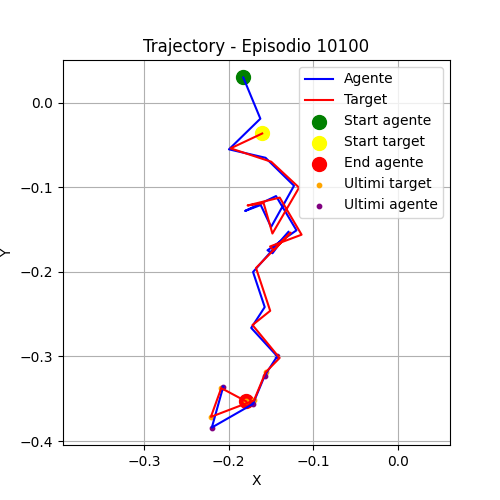 Trajectory - Episodio 10100
Agente
Target
Start agente
Start target
End agente
Ultimi target
Ultimi agente
0.0
−0.1
−0.2
−0.3
−0.4
Y
−0.3
−0.2
−0.1
0.0
X